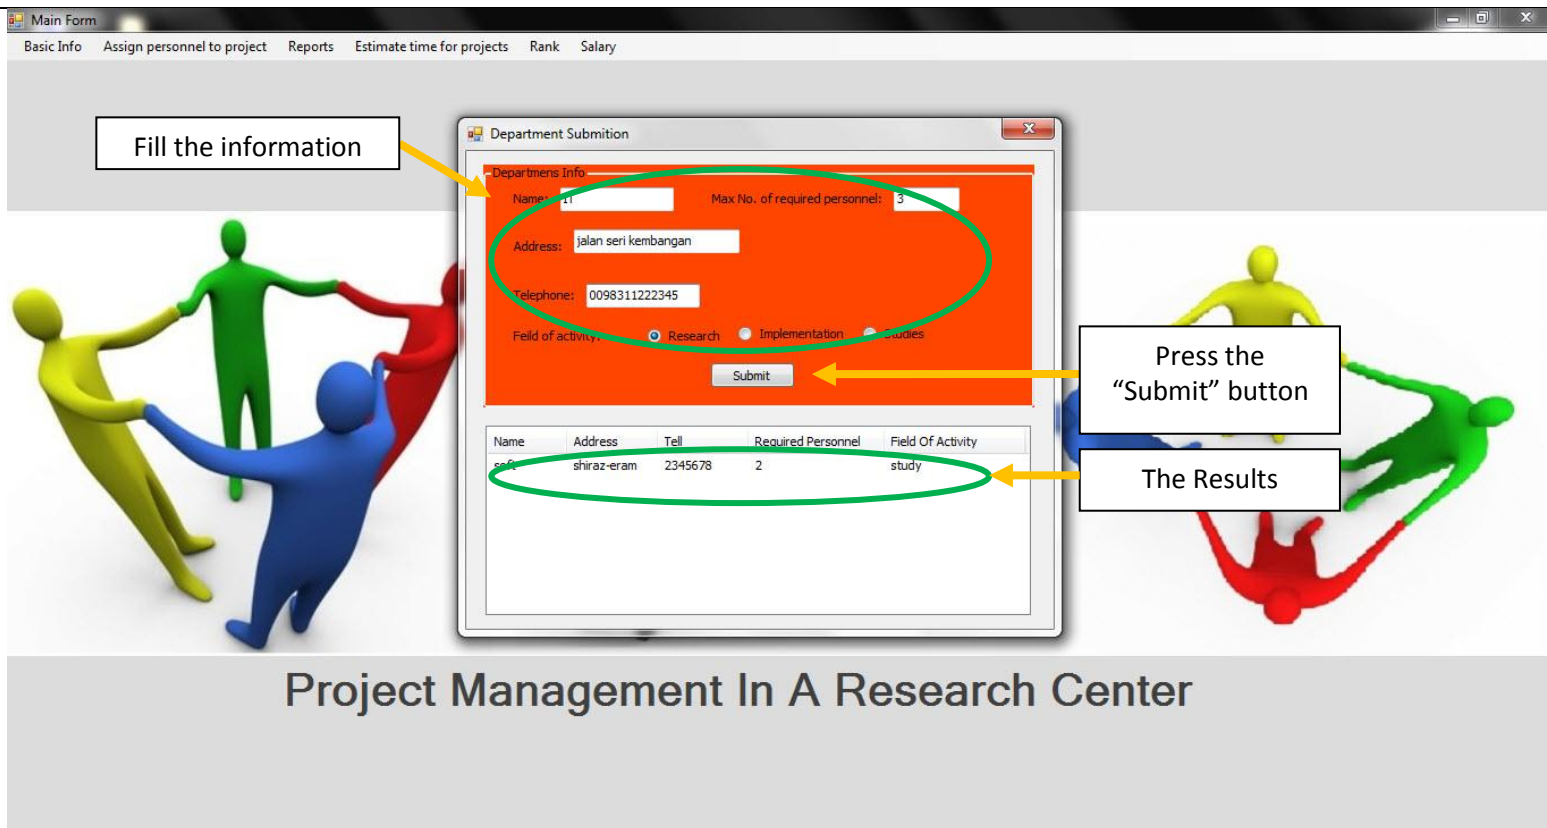 Main Form
Basic Info Assign personnel to project Reports Estimate time for projects Rank Salary
Fill the information
Department Submition
Departmens Info
Name: IT Max No. of required personnel: 3
Address: jalan seri kembangan
Telephone: 0098311222345
Feild of activity: Research Implementation Studies
Submit
Press the
“Submit” button
Name Address Tell Required Personnel Field Of Activity
soft shiraz-eram 2345678 2 study
The Results
Project Management In A Research Center